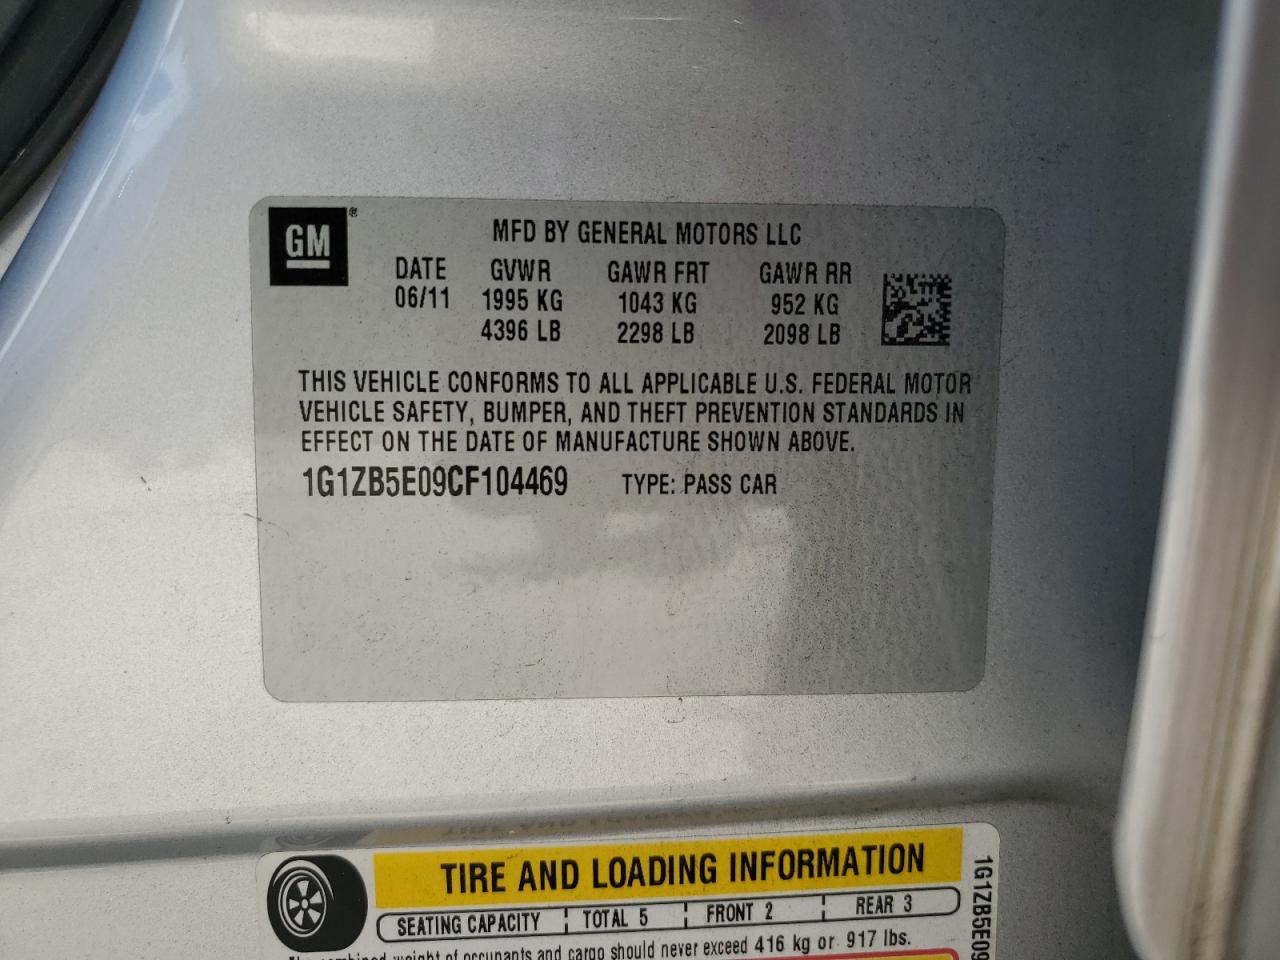 GM®
MFD BY GENERAL MOTORS LLC
DATE GVWR GAWR FRT GAWR RR
06/11 1995 KG 1043 KG 952 KG
4396 LB 2298 LB 2098 LB
THIS VEHICLE CONFORMS TO ALL APPLICABLE U.S. FEDERAL MOTOR
VEHICLE SAFETY, BUMPER, AND THEFT PREVENTION STANDARDS IN
EFFECT ON THE DATE OF MANUFACTURE SHOWN ABOVE.
1G1ZB5E09CF104469 TYPE: PASS CAR
TIRE AND LOADING INFORMATION
SEATING CAPACITY TOTAL 5 FRONT 2 REAR 3
combined weight of occupants and cargo should never exceed 416 kg or 917 lbs.
1G1ZB5E09